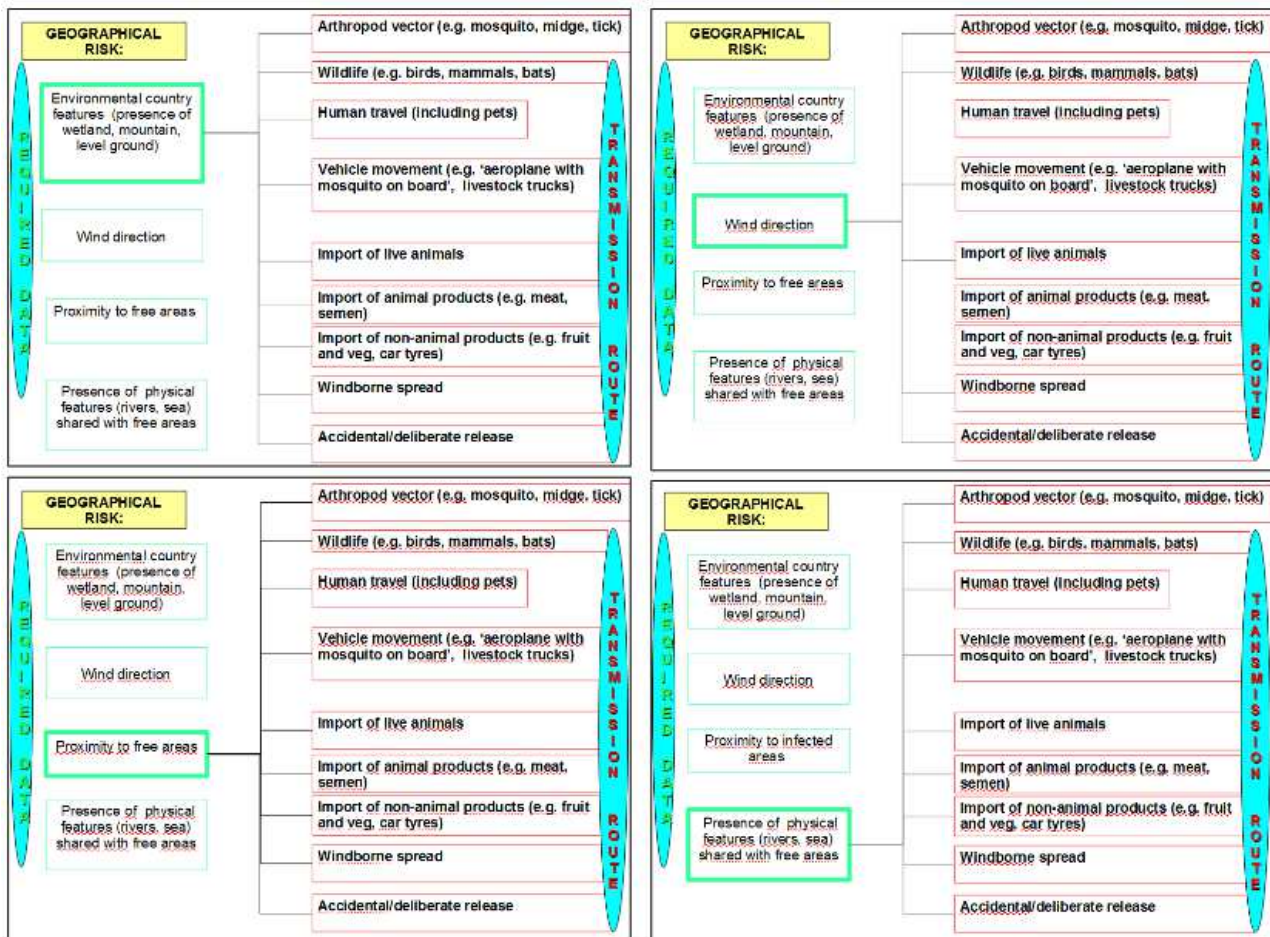 GEOGRAPHICAL
RISK:
REQUIRED DATA
Environmental country
features (presence of
wetland, mountain,
level ground)
Wind direction
Proximity to free areas
Presence of physical
features (rivers, sea)
shared with free areas
Arthropod vector (e.g. mosquito, midge, tick)
Wildlife (e.g. birds, mammals, bats)
Human travel (including pets)
Vehicle movement (e.g. 'aeroplane with
mosquito on board', livestock trucks)
Import of live animals
Import of animal products (e.g. meat,
semen)
Import of non-animal products (e.g. fruit
and veg, car tyres)
Windborne spread
Accidental/deliberate release
TRANSMISSION ROUTE
GEOGRAPHICAL
RISK:
REQUIRED DATA
Environmental country
features (presence of
wetland, mountain,
level ground)
Wind direction
Proximity to free areas
Presence of physical
features (rivers, sea)
shared with free areas
Arthropod vector (e.g. mosquito, midge, tick)
Wildlife (e.g. birds, mammals, bats)
Human travel (including pets)
Vehicle movement (e.g. 'aeroplane with
mosquito on board', livestock trucks)
Import of live animals
Import of animal products (e.g. meat,
semen)
Import of non-animal products (e.g. fruit
and veg, car tyres)
Windborne spread
Accidental/deliberate release
TRANSMISSION ROUTE
GEOGRAPHICAL
RISK:
REQUIRED DATA
Environmental country
features (presence of
wetland, mountain,
level ground)
Wind direction
Proximity to free areas
Presence of physical
features (rivers, sea)
shared with free areas
Arthropod vector (e.g. mosquito, midge, tick)
Wildlife (e.g. birds, mammals, bats)
Human travel (including pets)
Vehicle movement (e.g. 'aeroplane with
mosquito on board', livestock trucks)
Import of live animals
Import of animal products (e.g. meat,
semen)
Import of non-animal products (e.g. fruit
and veg, car tyres)
Windborne spread
Accidental/deliberate release
TRANSMISSION ROUTE
GEOGRAPHICAL
RISK:
REQUIRED DATA
Environmental country
features (presence of
wetland, mountain,
level ground)
Wind direction
Proximity to infected
areas
Presence of physical
features (rivers, sea)
shared with free areas
Arthropod vector (e.g. mosquito, midge, tick)
Wildlife (e.g. birds, mammals, bats)
Human travel (including pets)
Vehicle movement (e.g. 'aeroplane with
mosquito on board', livestock trucks)
Import of live animals
Import of animal products (e.g. meat,
semen)
Import of non-animal products (e.g. fruit
and veg, car tyres)
Windborne spread
Accidental/deliberate release
TRANSMISSION ROUTE